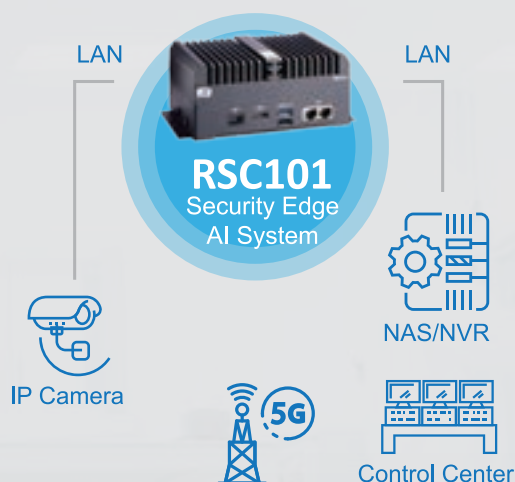 LAN
LAN
RSC101
Security Edge
AI System
NAS/NVR
IP Camera
5G
Control Center